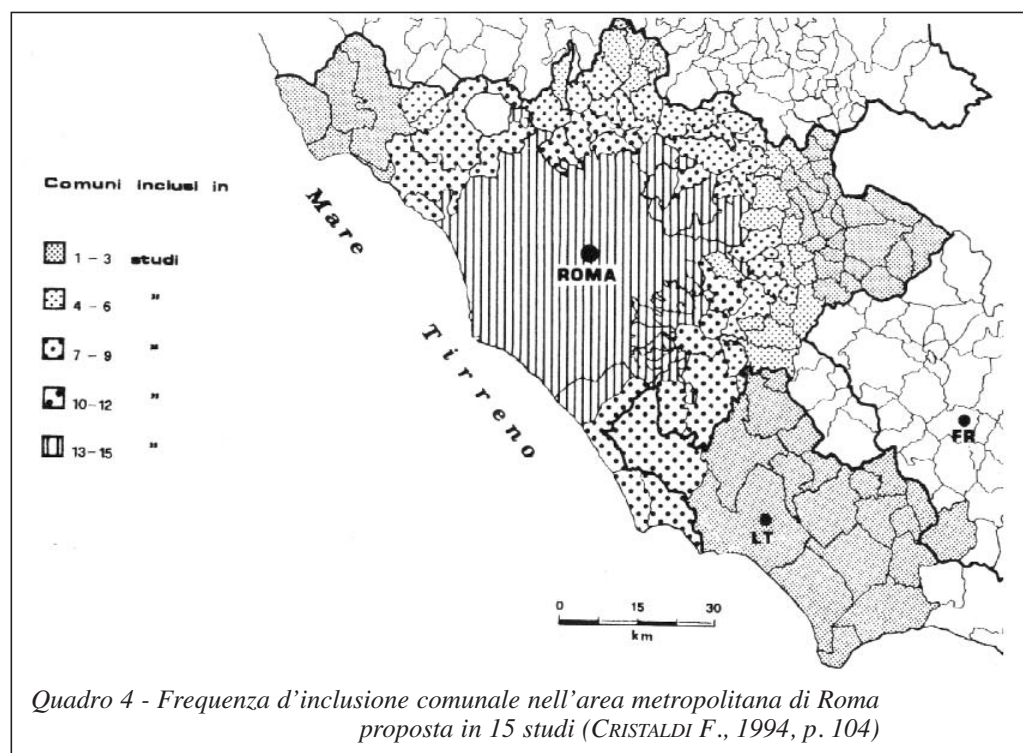 Comuni inclusi in
1 – 3 studi
4 – 6 "
7 – 9 "
10 – 12 "
13 – 15 "
Mare
Tirreno
ROMA
FR
LT
0 15 30
km
Quadro 4 - Frequenza d'inclusione comunale nell'area metropolitana di Roma
proposta in 15 studi (CRISTALDI F., 1994, p. 104)